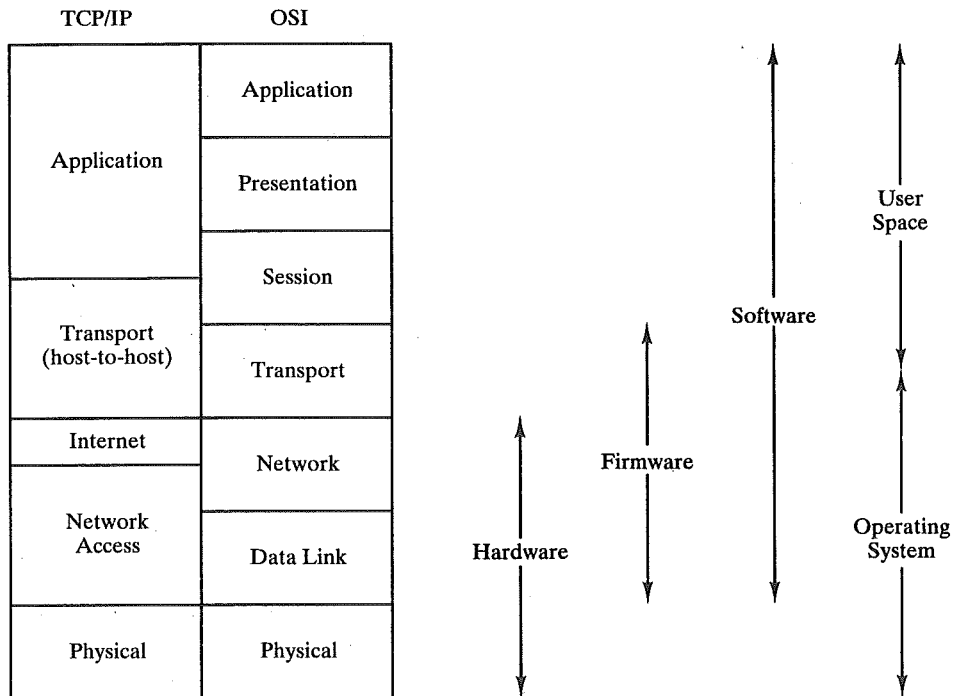 TCP/IP
OSI
Application
Application
Presentation
User
Space
Session
Software
Transport
(host-to-host)
Transport
Internet
Network
Firmware
Network
Access
Operating
System
Hardware
Data Link
Physical
Physical